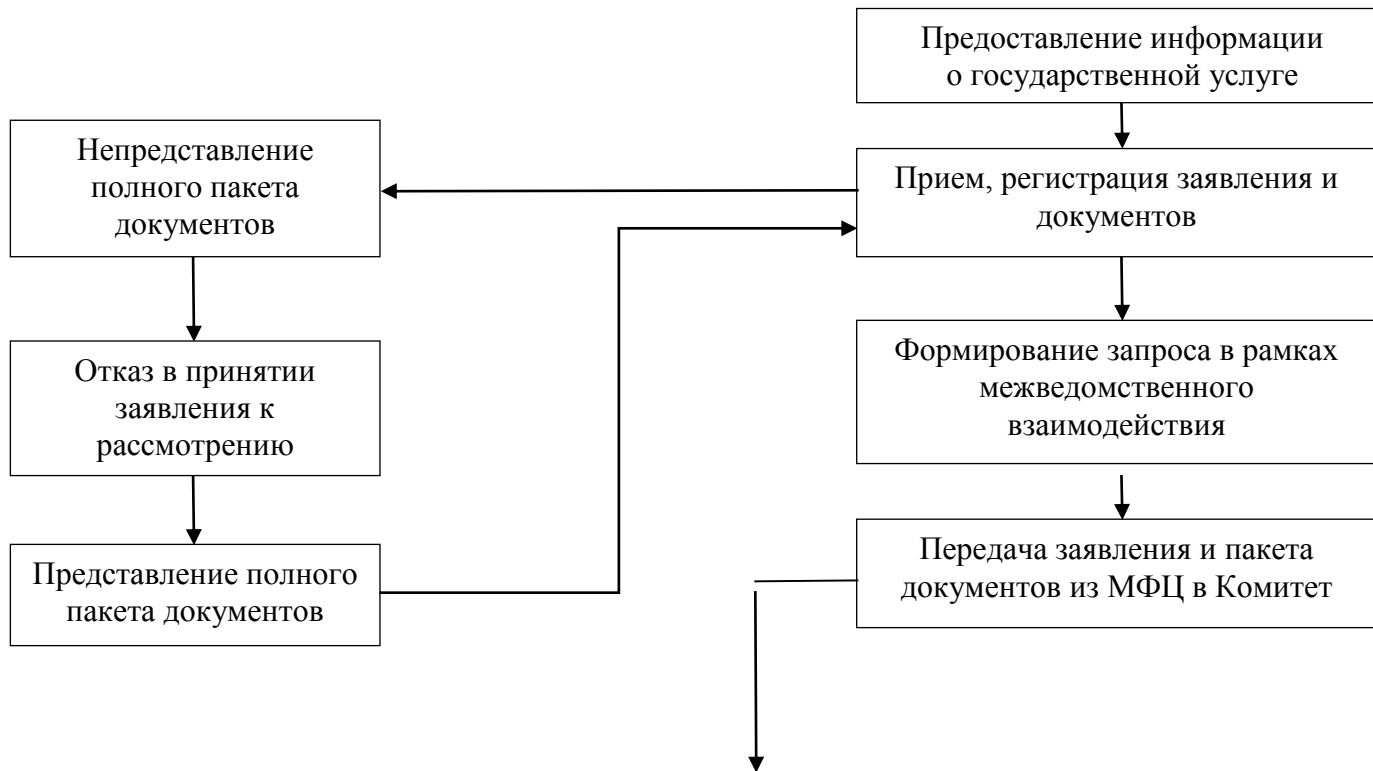 Предоставление информации
о государственной услуге
Непредставление
полного пакета
документов
Прием, регистрация заявления и
документов
Отказ в принятии
заявления к
рассмотрению
Формирование запроса в рамках
межведомственного
взаимодействия
Представление полного
пакета документов
Передача заявления и пакета
документов из МФЦ в Комитет